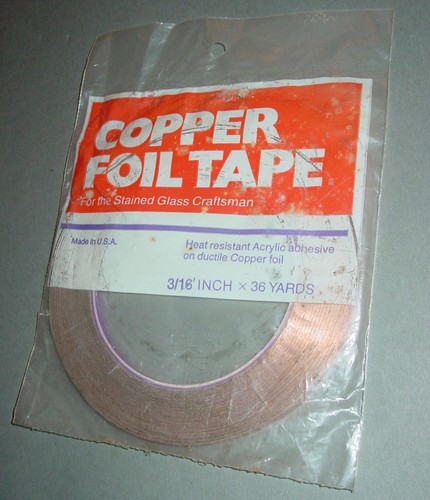 COPPER
FOIL TAPE
For the Stained Glass Craftsman
Made in U.S.A.
Heat resistant Acrylic adhesive
on ductile Copper foil
3/16" INCH × 36 YARDS